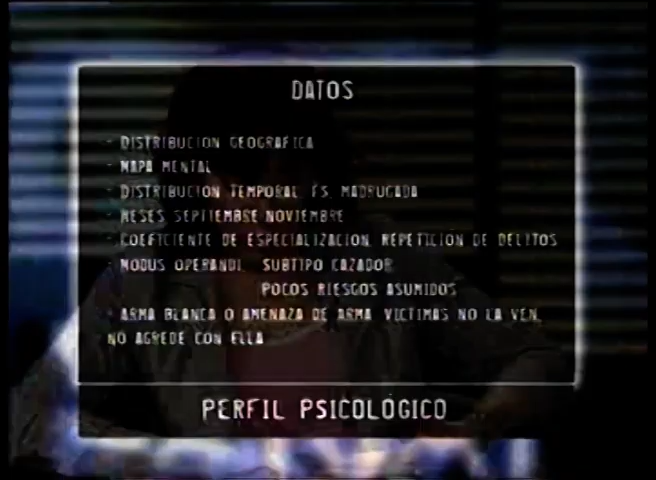 DATOS
- DISTRIBUCION GEOGRAFICA
- MAPA MENTAL
- DISTRIBUCION TEMPORAL. FS. MADRUGADA
- MESES SEPTIEMBRE NOVIEMBRE
- COEFICIENTE DE ESPECIALIZACION. REPETICION DE DELITOS
- MODUS OPERANDI. SUBTIPO CAZADOR
POCOS RIESGOS ASUMIDOS
- ARMA BLANCA O AMENAZA DE ARMA. VICTIMAS NO LA VEN.
NO AGREDE CON ELLA
PERFIL PSICOLÓGICO